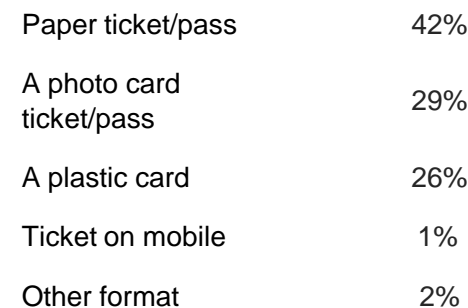 Paper ticket/pass 42%
A photo card
ticket/pass 29%
A plastic card 26%
Ticket on mobile 1%
Other format 2%